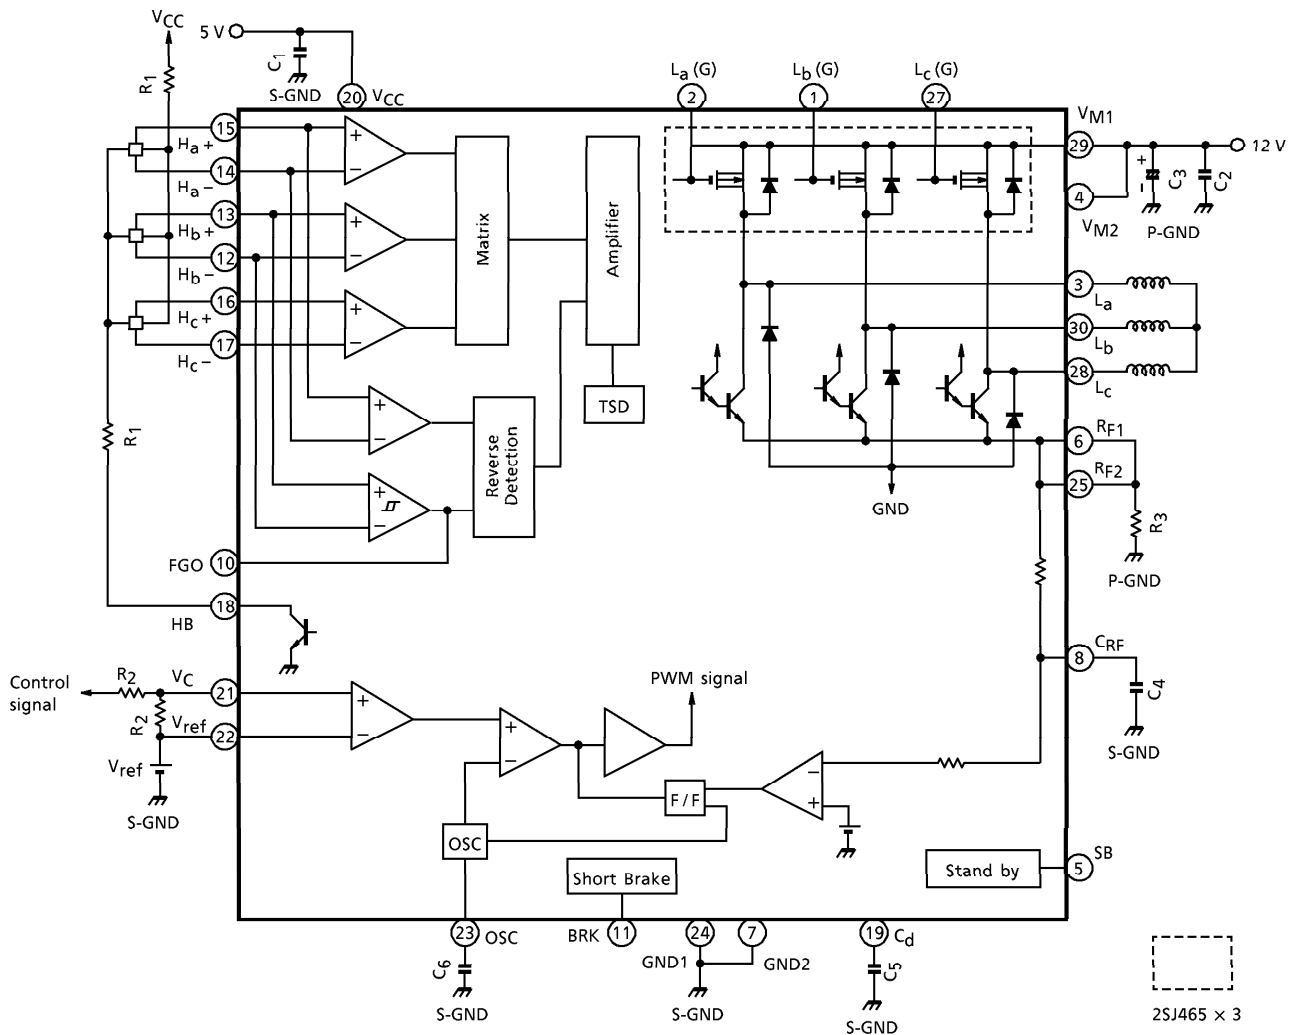 VCC
5 V
R1
C1
S-GND
20
VCC
La (G)
2
Lb (G)
1
Lc (G)
27
VM1
29
12 V
+
−
C3
C2
4
VM2
P-GND
15
Ha+
14
Ha−
13
Hb+
12
Hb−
16
Hc+
17
Hc−
+
−
+
−
+
−
Matrix
Amplifier
TSD
3
La
30
Lb
28
Lc
R1
+
−
+
−
Reverse
Detection
GND
6
RF1
25
RF2
R3
P-GND
FGO
10
HB
18
Control
signal
R2
VC
21
R2
Vref
22
Vref
S-GND
+
−
+
−
PWM signal
F / F
−
+
8
CRF
C4
S-GND
OSC
Short Brake
Stand by
5
SB
23
OSC
BRK
11
24
7
19
Cd
GND1
GND2
C6
S-GND
S-GND
C5
S-GND
2SJ465 × 3